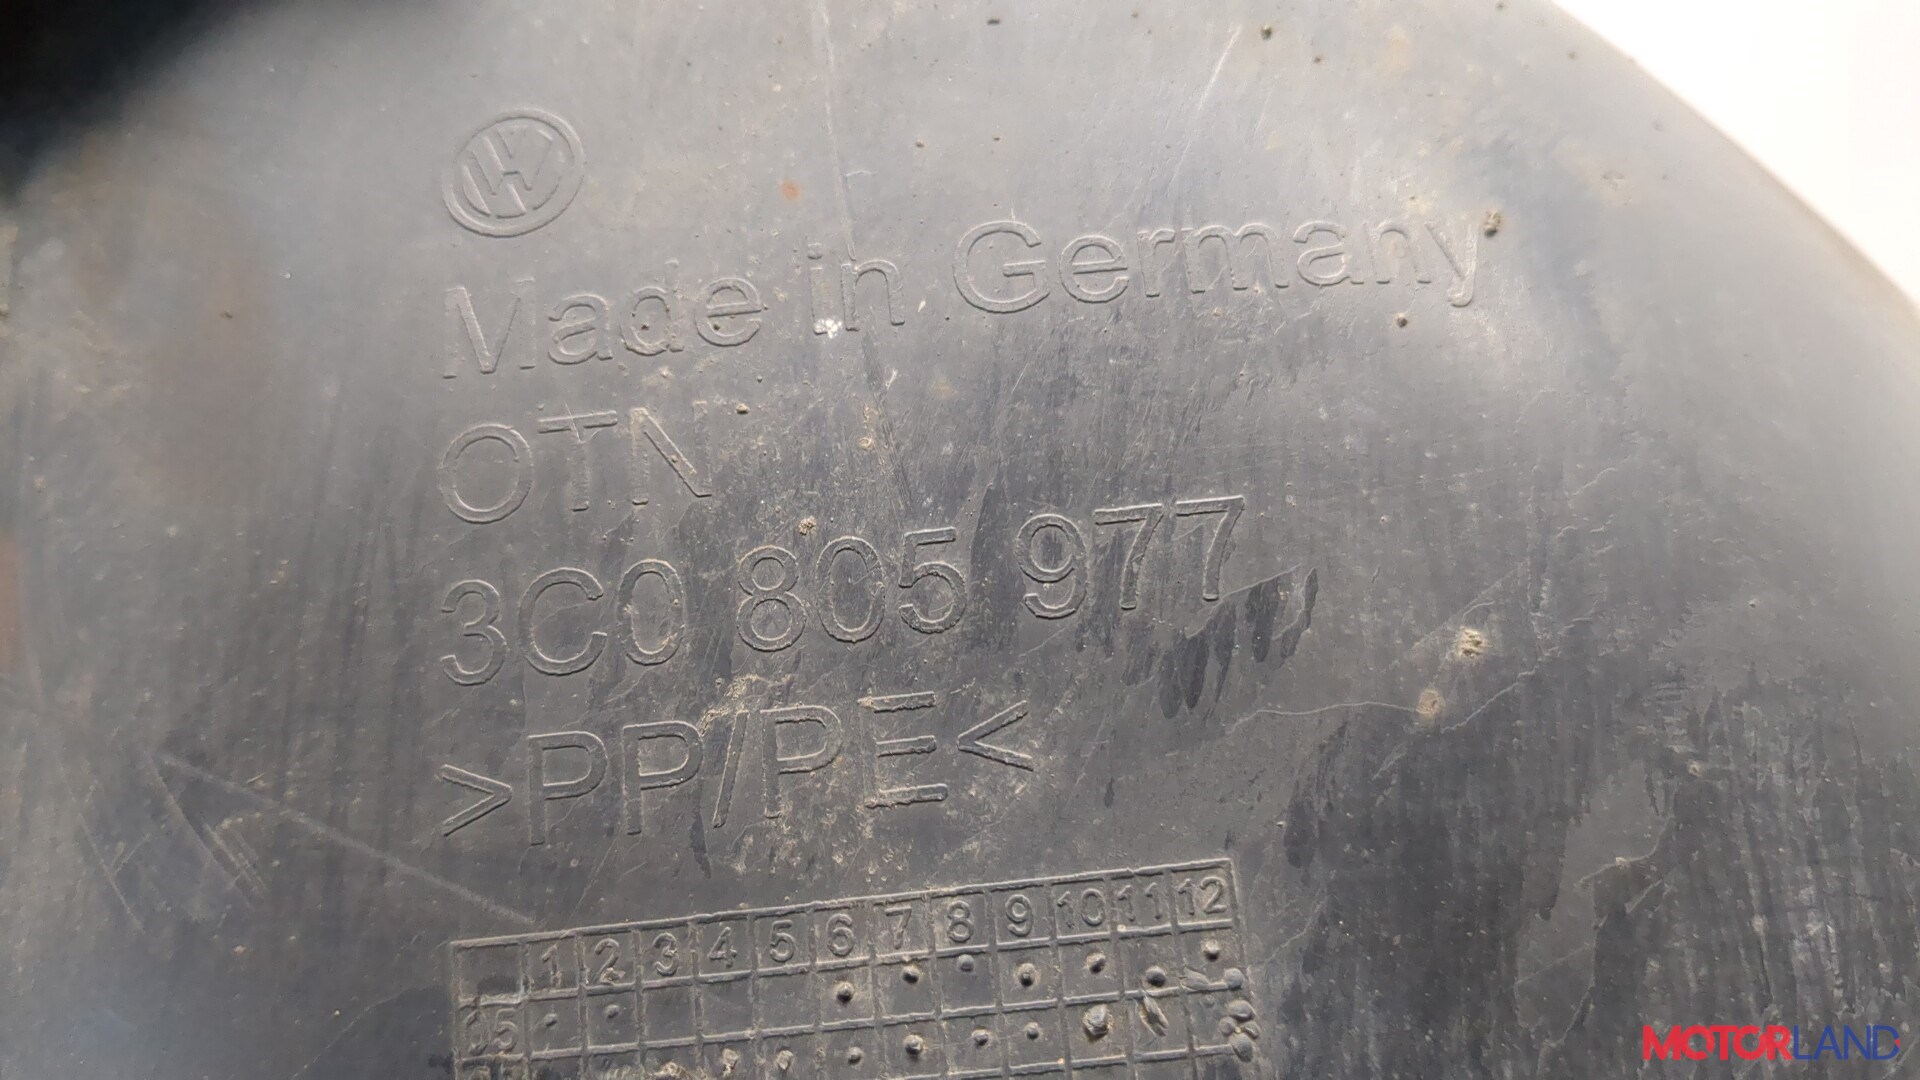 VW
Made in Germany
OTN
3C0 805 977
>PP/PE<
1 2 3 4 5 6 7 8 9 10 11 12
05
MOTORLAND